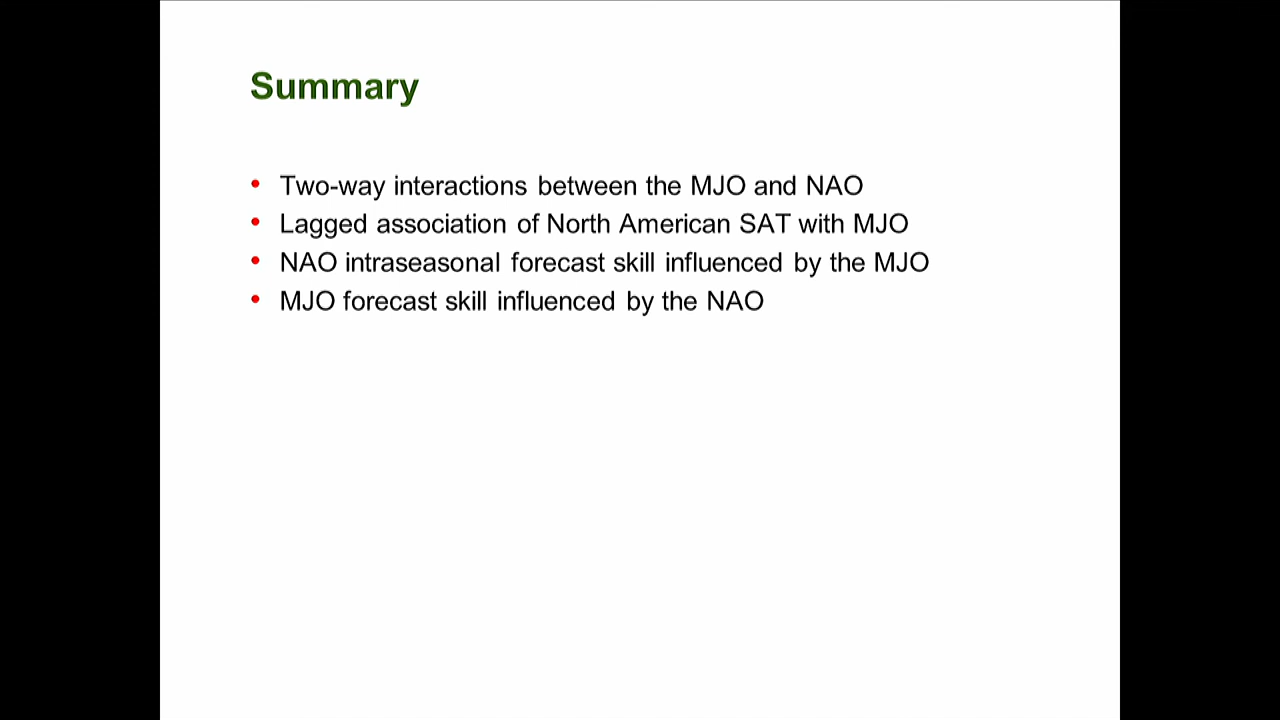 Summary
• Two-way interactions between the MJO and NAO
• Lagged association of North American SAT with MJO
• NAO intraseasonal forecast skill influenced by the MJO
• MJO forecast skill influenced by the NAO